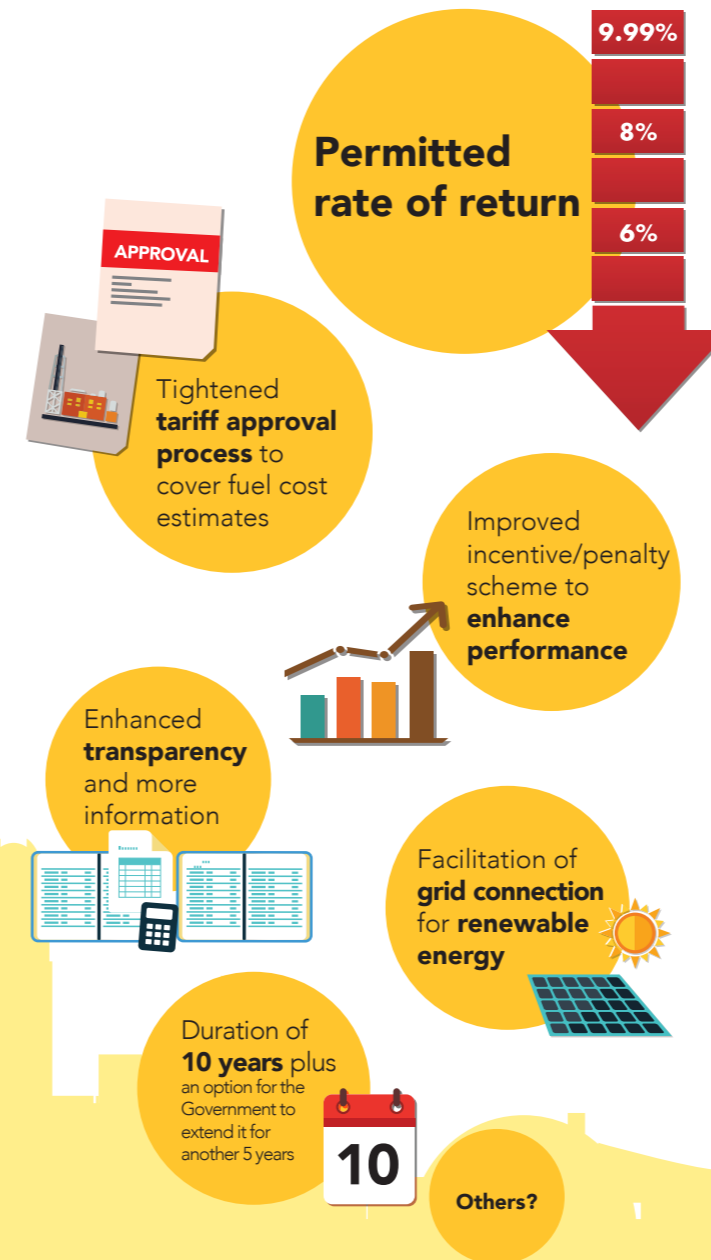 9.99%
8%
6%
Permitted
rate of return
APPROVAL
Tightened
tariff approval
process to
cover fuel cost
estimates
Improved
incentive/penalty
scheme to
enhance
performance
Enhanced
transparency
and more
information
Facilitation of
grid connection
for renewable
energy
Duration of
10 years plus
an option for the
Government to
extend it for
another 5 years
10
Others?